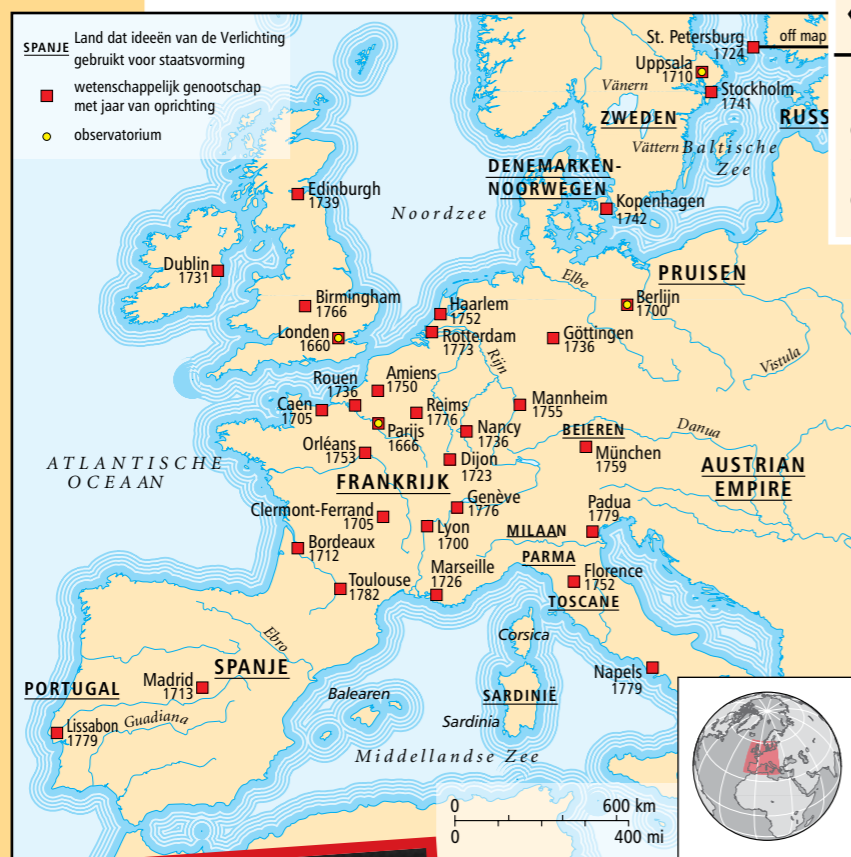 SPANJE Land dat ideeën van de Verlichting
gebruikt voor staatsvorming
wetenschappelijk genootschap
met jaar van oprichting
observatorium
St. Petersburg
1724
off map
Uppsala
1710
Stockholm
1741
Vänern
ZWEDEN
RUSS
Vättern
Baltische
Zee
DENEMARKEN-
NOORWEGEN
Edinburgh
1739
Noordzee
Kopenhagen
1742
Dublin
1731
PRUISEN
Elbe
Birmingham
1766
Haarlem
1752
Berlijn
1700
Londen
1660
Rotterdam
1773
Göttingen
1736
Rijn
Vistula
Amiens
1750
Rouen
1736
Caen
1705
Reims
1776
Mannheim
1755
Parijs
1666
Nancy
1736
BEIEREN
Danua
Orléans
1753
Dijon
1723
München
1759
ATLANTISCHE
OCEAAN
FRANKRIJK
AUSTRIAN
EMPIRE
Genève
1776
Padua
1779
Clermont-Ferrand
1705
Lyon
1700
MILAAN
Bordeaux
1712
PARMA
Marseille
1726
Florence
1752
Toulouse
1782
TOSCANE
Ebro
Corsica
SPANJE
Madrid
1713
PORTUGAL
Napels
1779
Balearen
SARDINIË
Guadiana
Sardinia
Lissabon
1779
Middellandse Zee
0 600 km
0 400 mi